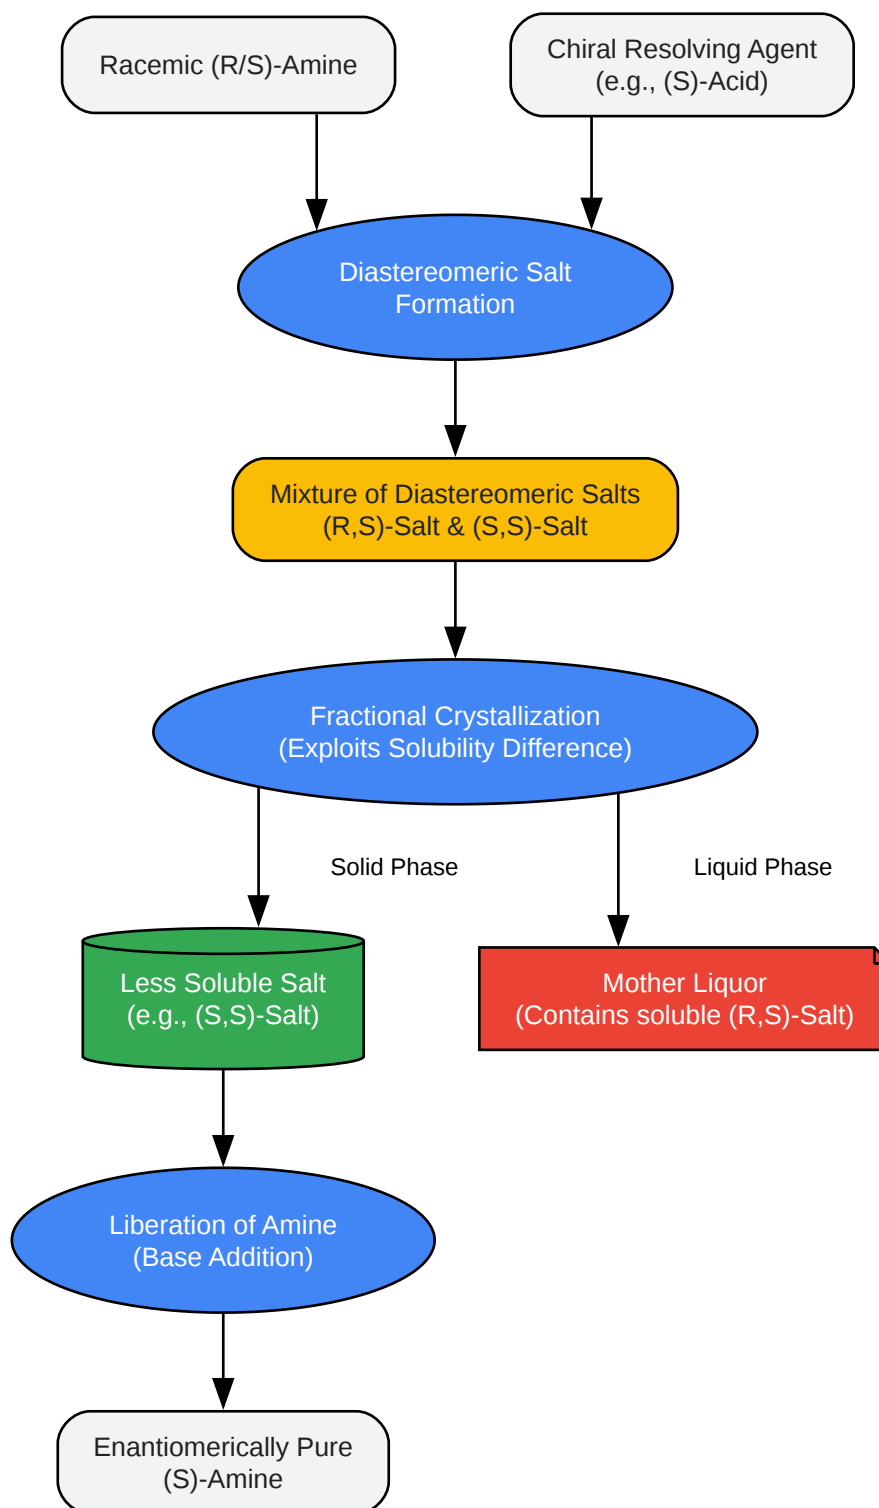 Racemic (R/S)-Amine
Chiral Resolving Agent
(e.g., (S)-Acid)
Diastereomeric Salt
Formation
Mixture of Diastereomeric Salts
(R,S)-Salt & (S,S)-Salt
Fractional Crystallization
(Exploits Solubility Difference)
Solid Phase
Liquid Phase
Less Soluble Salt
(e.g., (S,S)-Salt)
Mother Liquor
(Contains soluble (R,S)-Salt)
Liberation of Amine
(Base Addition)
Enantiomerically Pure
(S)-Amine